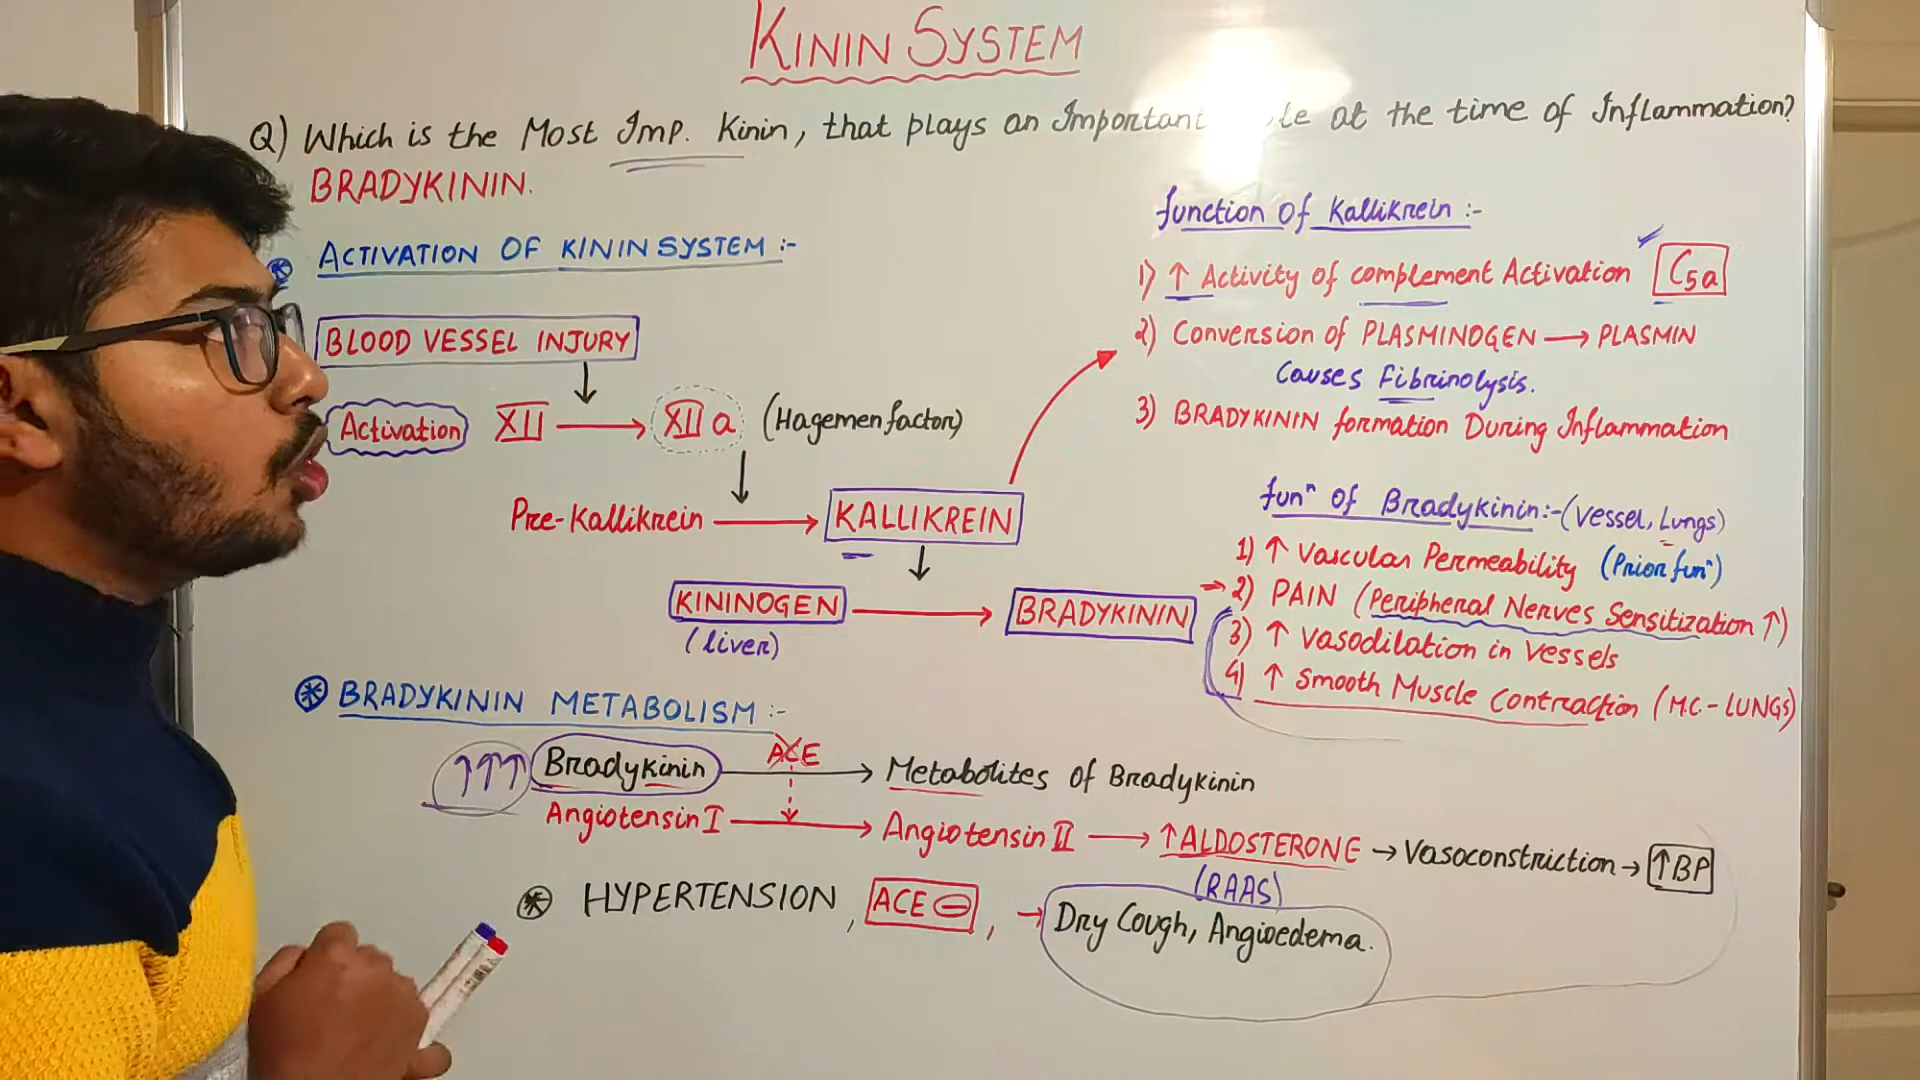 KININ SYSTEM
Q) Which is the Most Imp. Kinin, that plays an Important le at the time of Inflammation?
BRADYKININ.
ACTIVATION OF KININ SYSTEM :-
BLOOD VESSEL INJURY
Activation XII → XII a (Hagemen factor)
Pre-Kallikrein → KALLIKREIN
KININOGEN → BRADYKININ
(liver)
function of Kallikrein :-
1) ↑ Activity of complement Activation C5a
2) Conversion of PLASMINOGEN → PLASMIN
Causes Fibrinolysis.
3) BRADYKININ formation During Inflammation
funⁿ of Bradykinin:-(Vessel, Lungs)
1) ↑ Vascular Permeability (Prior funⁿ)
→ 2) PAIN (Peripheral Nerves Sensitization ↑)
3) ↑ Vasodilation in Vessels
4) ↑ Smooth Muscle Contraction (M.C.-LUNGS)
BRADYKININ METABOLISM :-
ACE
↑↑↑ Bradykinin → Metabolites of Bradykinin
Angiotensin I → Angiotensin II → ↑ALDOSTERONE → Vasoconstriction → ↑BP
(RAAS)
HYPERTENSION, ACE ⊖, → Dry Cough, Angioedema.